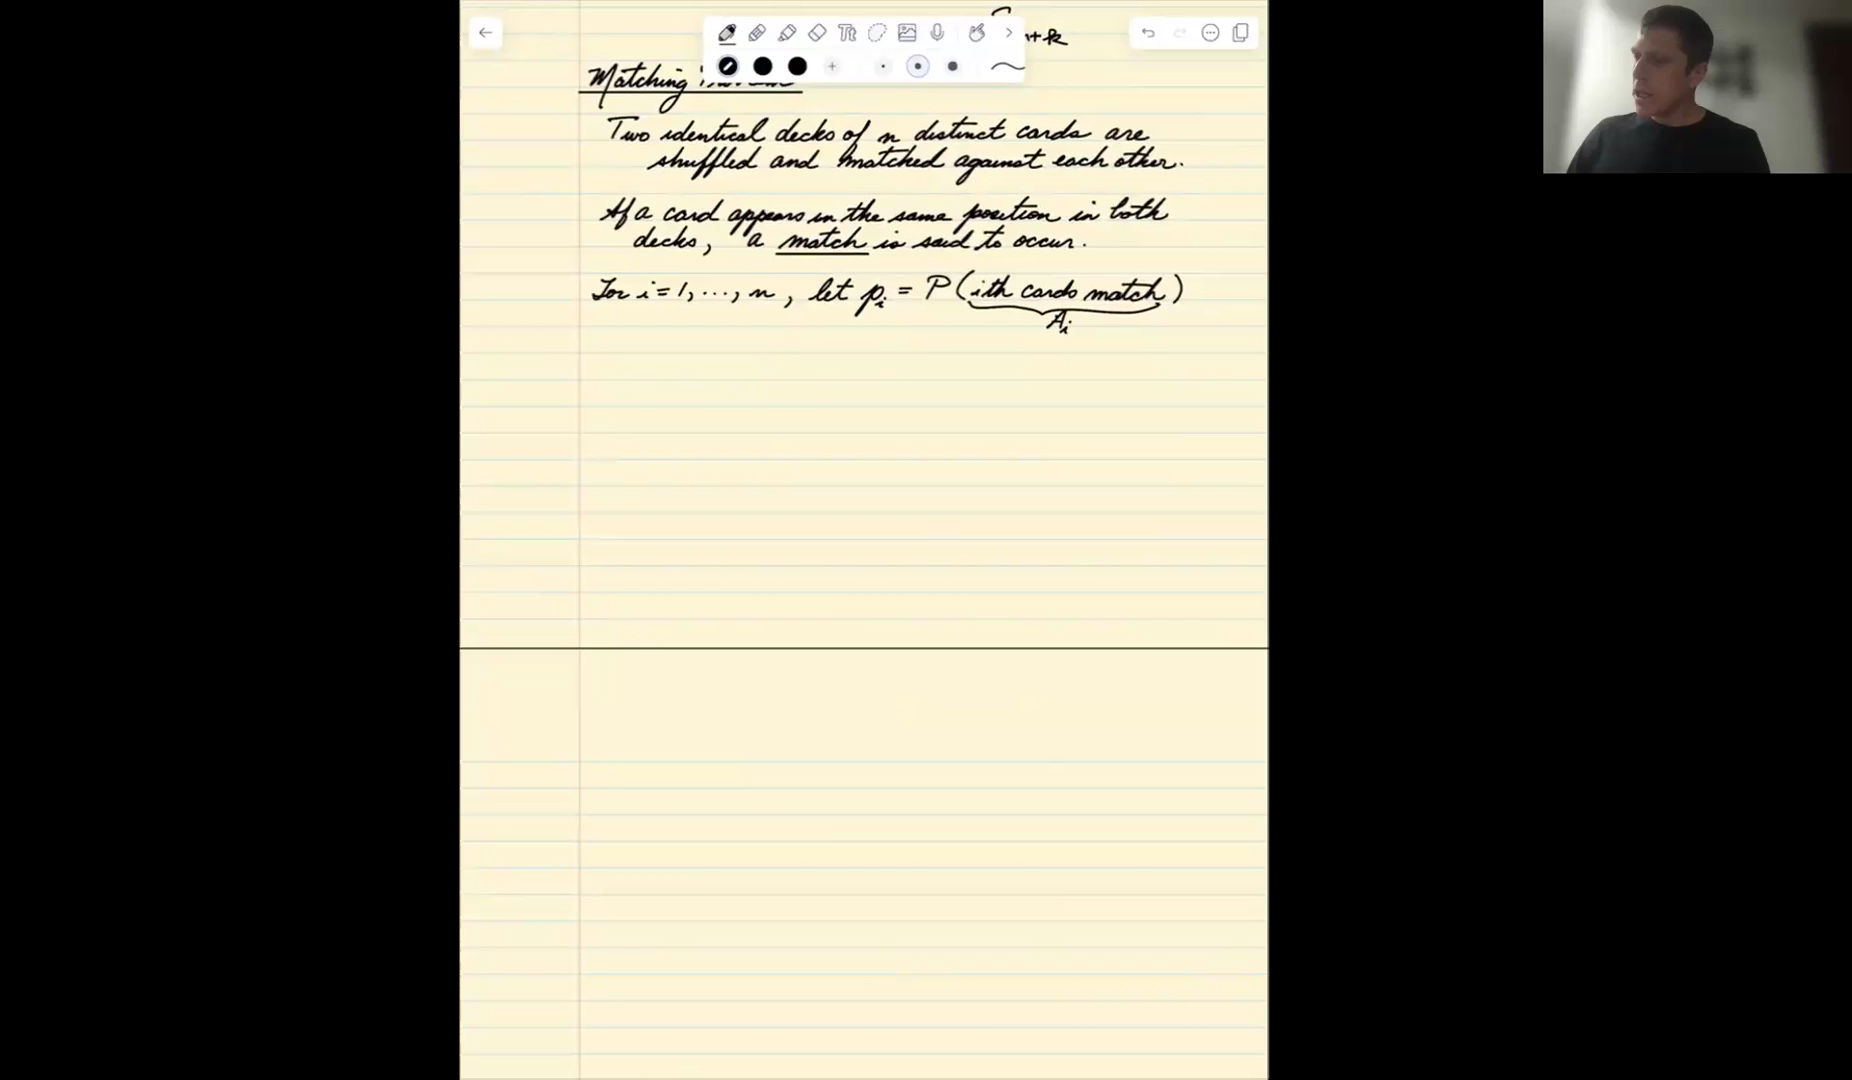 n+k
Matching
Two identical decks of n distinct cards are
shuffled and matched against each other.
If a card appears in the same position in both
decks, a match is said to occur.
For i = 1, ..., n, let pᵢ = P(ith cards match)
Aᵢ